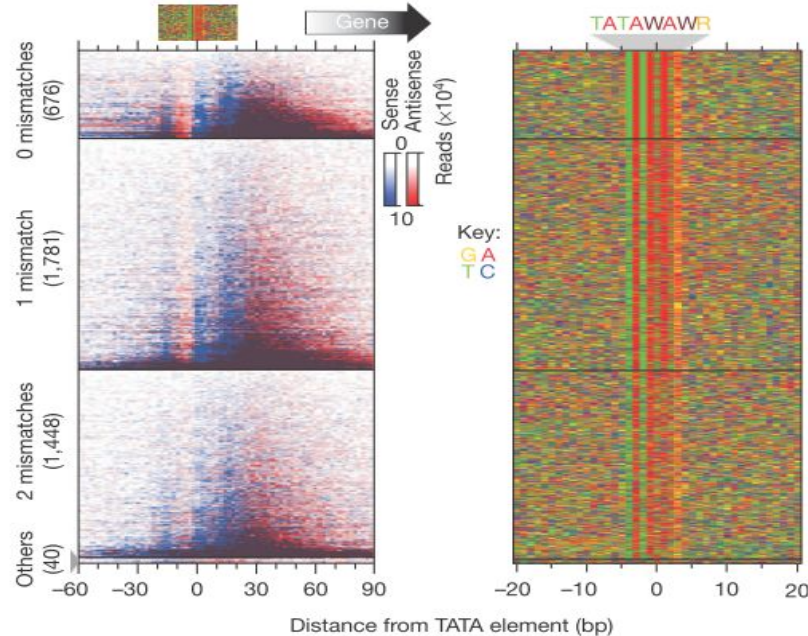 Gene
TATAWAWR
0 mismatches
(676)
1 mismatch
(1,781)
2 mismatches
(1,448)
Others
(40)
Sense
Antisense
Reads (×10⁴)
0
10
Key:
G A
T C
−60 −30 0 30 60 90
−20 −10 0 10 20
Distance from TATA element (bp)